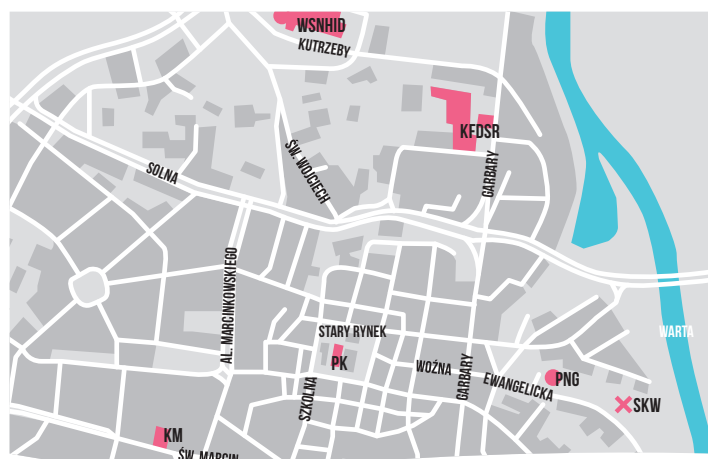 WSNHID
KUTRZEBY
KFDSR
ŚW. WOJCIECH
SOLNA
GARBARY
AL. MARCINKOWSKIEGO
STARY RYNEK
WARTA
PK
WOŹNA
GARBARY
EWANGELICKA
PNG
SZKOLNA
SKW
KM
ŚW. MARCIN